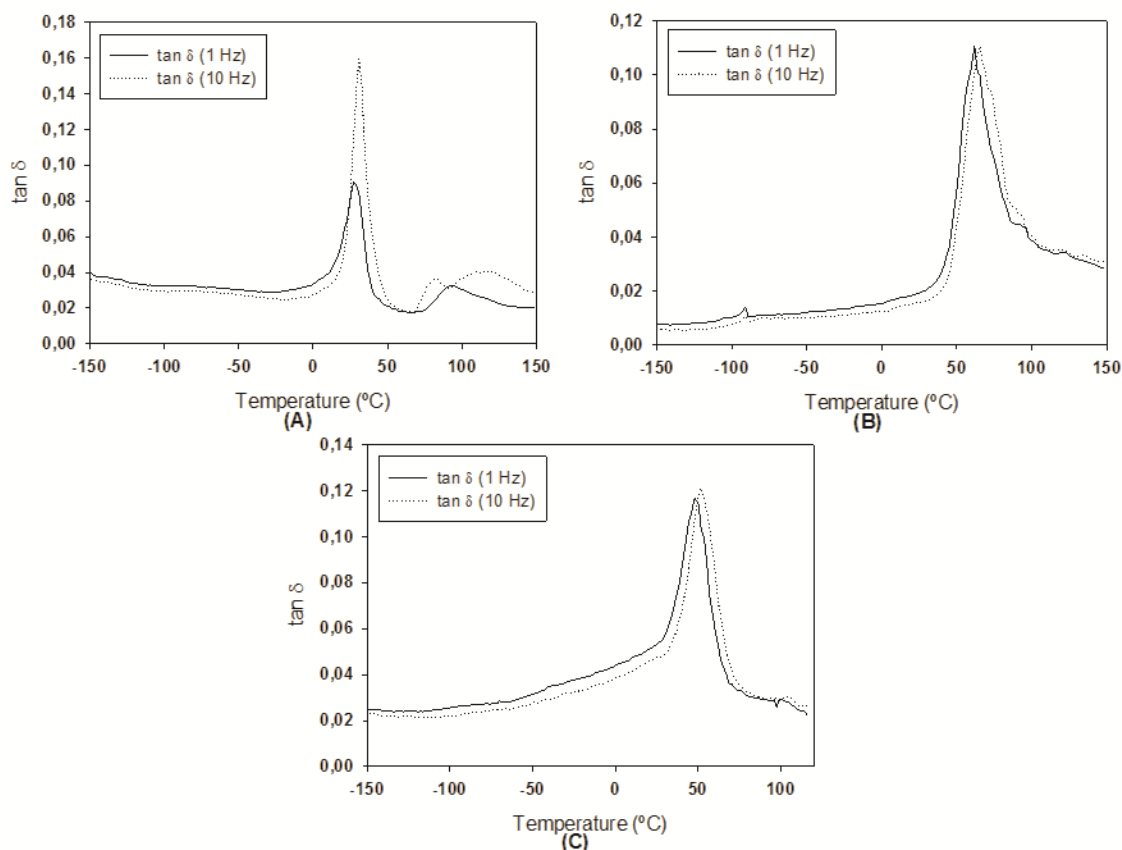 0,18
0,16
0,14
0,12
0,10
0,08
0,06
0,04
0,02
0,00
tan δ
tan δ (1 Hz)
tan δ (10 Hz)
-150 -100 -50 0 50 100 150
Temperature (ºC)
(A)
0,12
0,10
0,08
0,06
0,04
0,02
0,00
tan δ
tan δ (1 Hz)
tan δ (10 Hz)
-150 -100 -50 0 50 100 150
Temperature (ºC)
(B)
0,14
0,12
0,10
0,08
0,06
0,04
0,02
0,00
tan δ
tan δ (1 Hz)
tan δ (10 Hz)
-150 -100 -50 0 50 100
Temperature (ºC)
(C)